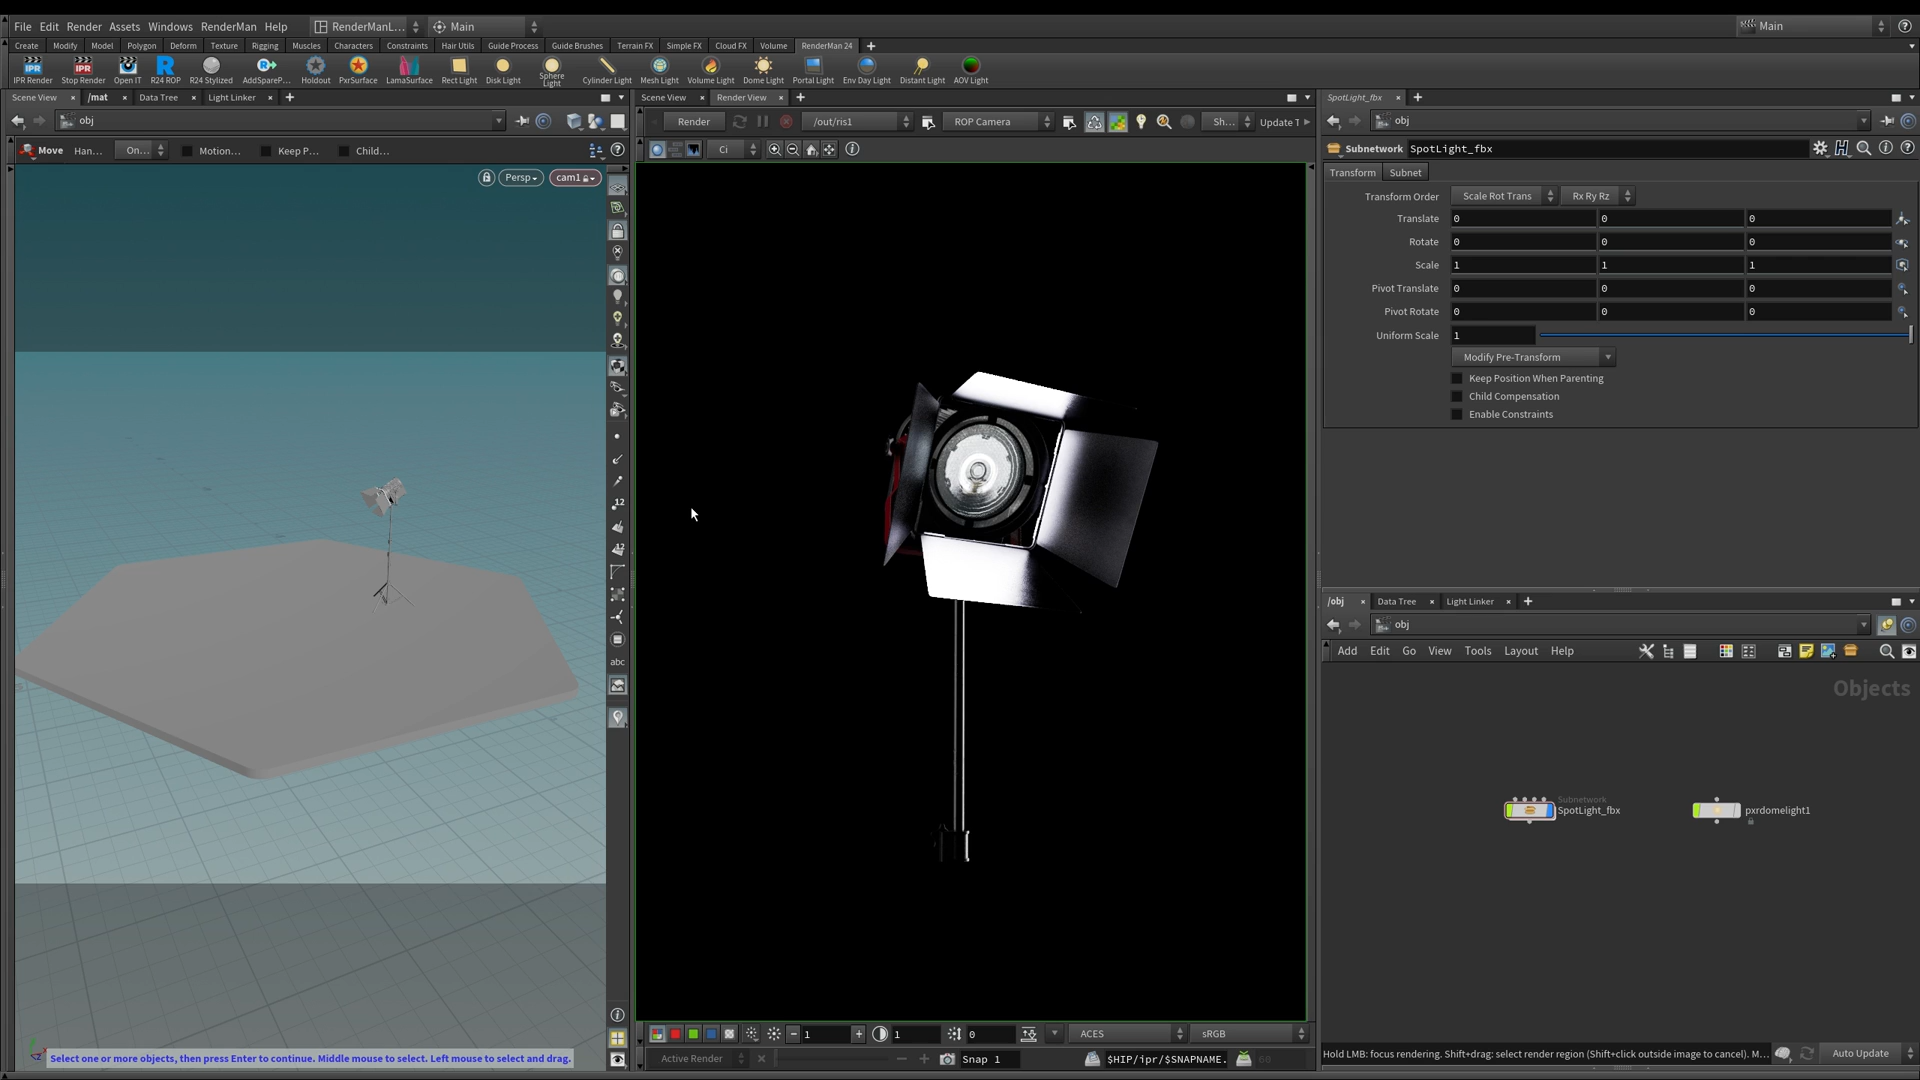 File Edit Render Assets Windows RenderMan Help RenderManL... Main Main
Create Modify Model Polygon Deform Texture Rigging Muscles Characters Constraints Hair Utils Guide Process Guide Brushes Terrain FX Simple FX Cloud FX Volume RenderMan 24
IPR Render Stop Render Open IT R24 ROP R24 Stylized AddSpareP... Holdout PxrSurface LamaSurface Rect Light Disk Light Sphere Light Cylinder Light Mesh Light Volume Light Dome Light Portal Light Env Day Light Distant Light AOV Light
Scene View /mat Data Tree Light Linker
obj
Move Han... On... Motion... Keep P... Child...
Persp cam1
.12
12
abc
Select one or more objects, then press Enter to continue. Middle mouse to select. Left mouse to select and drag.
Scene View Render View
Render /out/ris1 ROP Camera Sh... Update T
Ci
1 1 0 ACES sRGB
Active Render Snap 1 $HIP/ipr/$SNAPNAME. 60
SpotLight_fbx
obj
Subnetwork SpotLight_fbx
Transform Subnet
Transform Order Scale Rot Trans Rx Ry Rz
Translate 0 0 0
Rotate 0 0 0
Scale 1 1 1
Pivot Translate 0 0 0
Pivot Rotate 0 0 0
Uniform Scale 1
Modify Pre-Transform
Keep Position When Parenting
Child Compensation
Enable Constraints
/obj Data Tree Light Linker
obj
Add Edit Go View Tools Layout Help
Objects
Subnetwork
SpotLight_fbx pxrdomelight1
Hold LMB: focus rendering. Shift+drag: select render region (Shift+click outside image to cancel). M... Auto Update